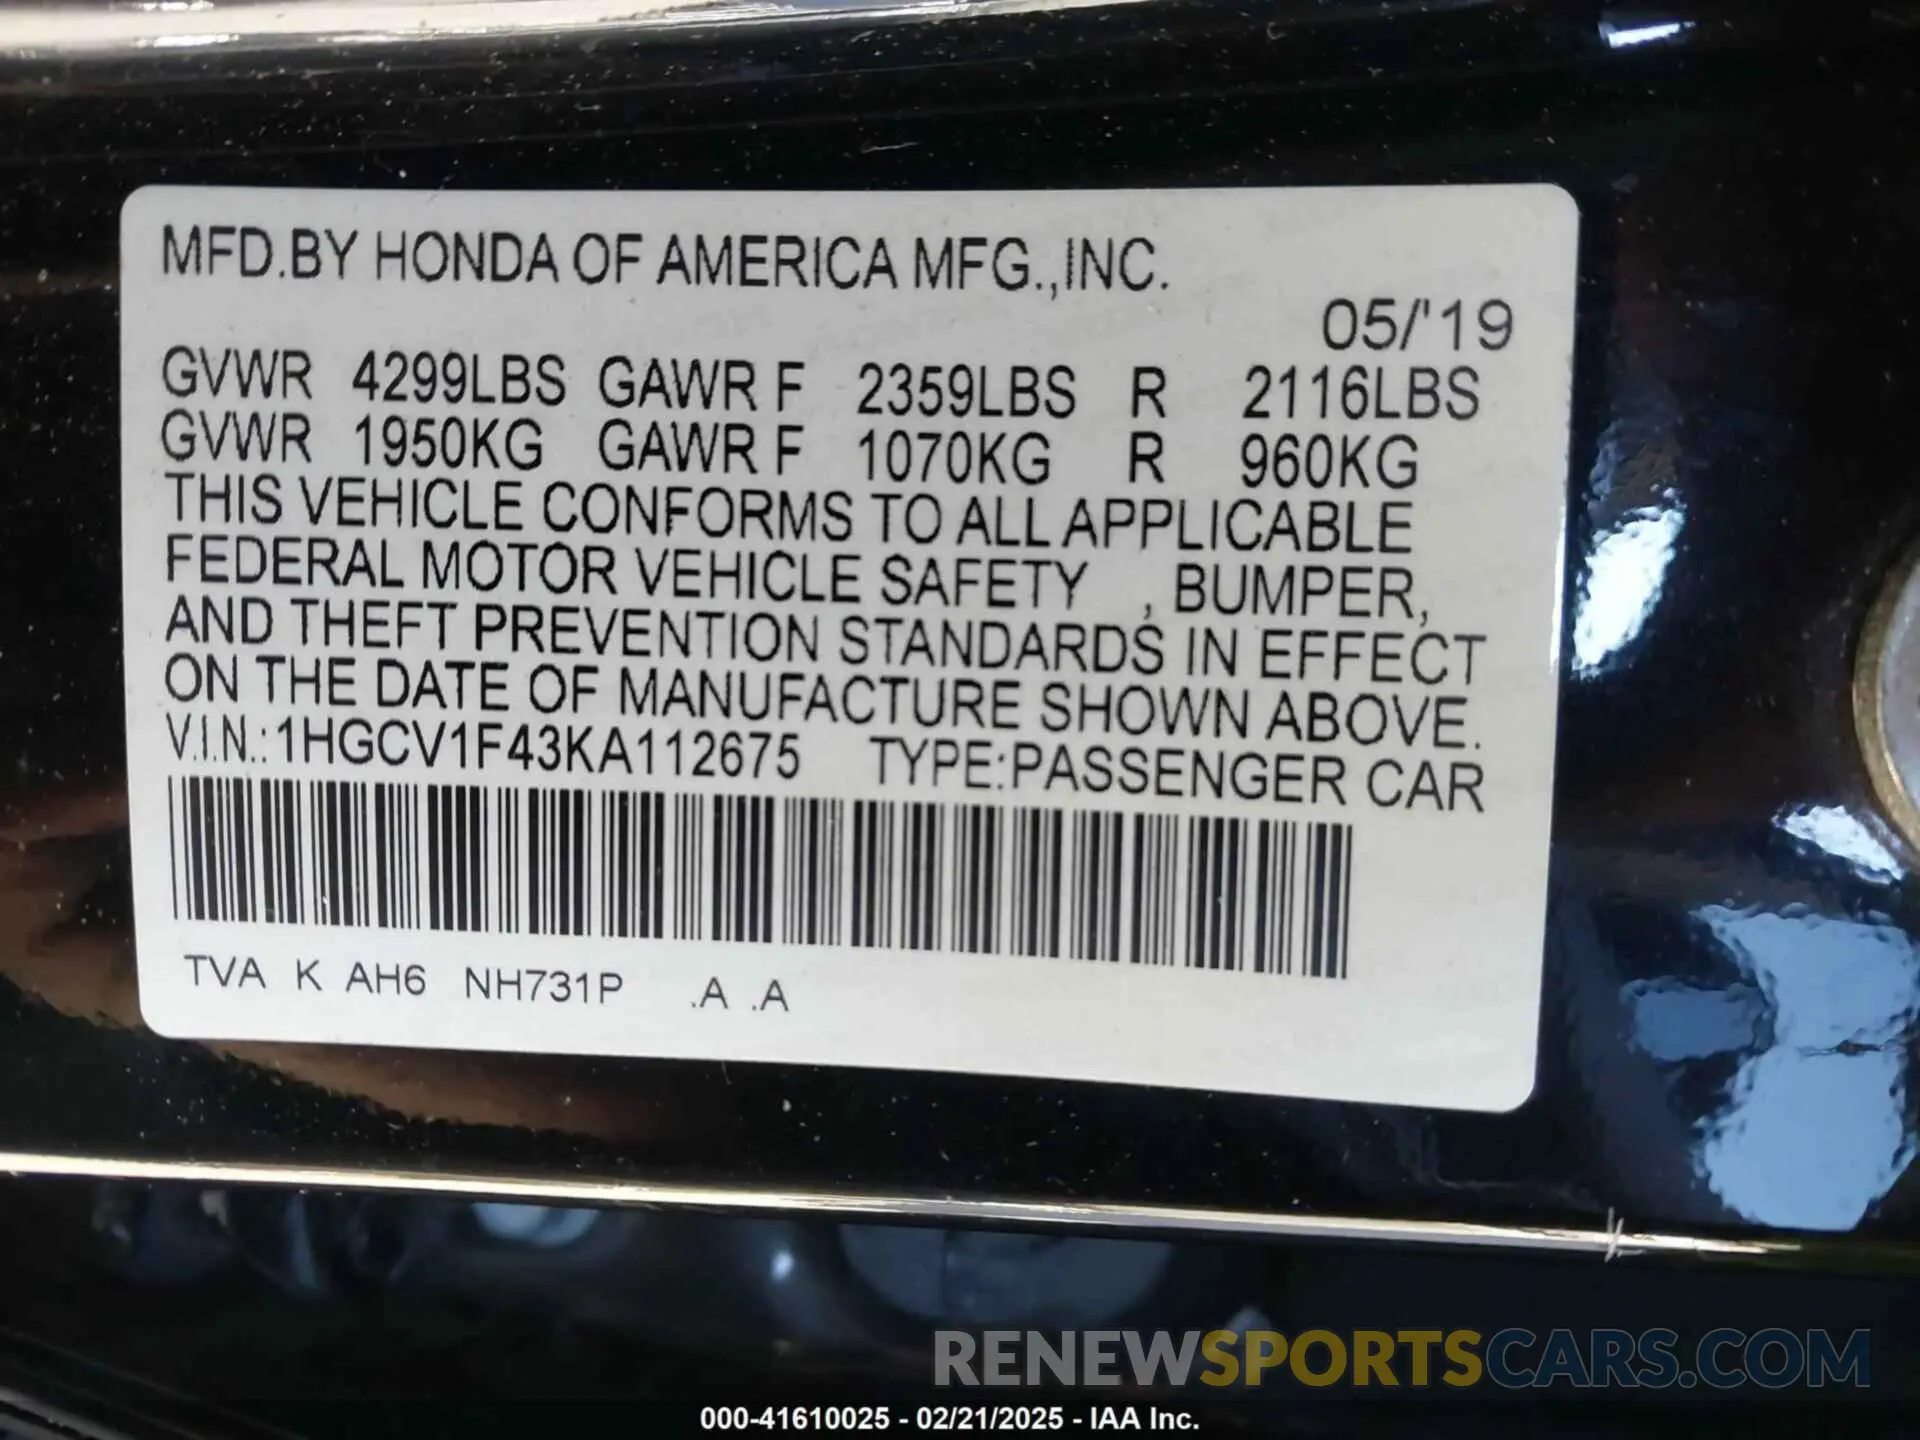 MFD.BY HONDA OF AMERICA MFG.,INC.
05/'19
GVWR 4299LBS GAWR F 2359LBS R 2116LBS
GVWR 1950KG GAWR F 1070KG R 960KG
THIS VEHICLE CONFORMS TO ALL APPLICABLE
FEDERAL MOTOR VEHICLE SAFETY , BUMPER,
AND THEFT PREVENTION STANDARDS IN EFFECT
ON THE DATE OF MANUFACTURE SHOWN ABOVE.
V.I.N.:1HGCV1F43KA112675 TYPE:PASSENGER CAR
TVA K AH6 NH731P .A .A
RENEWSPORTSCARS.COM
000-41610025 - 02/21/2025 - IAA Inc.